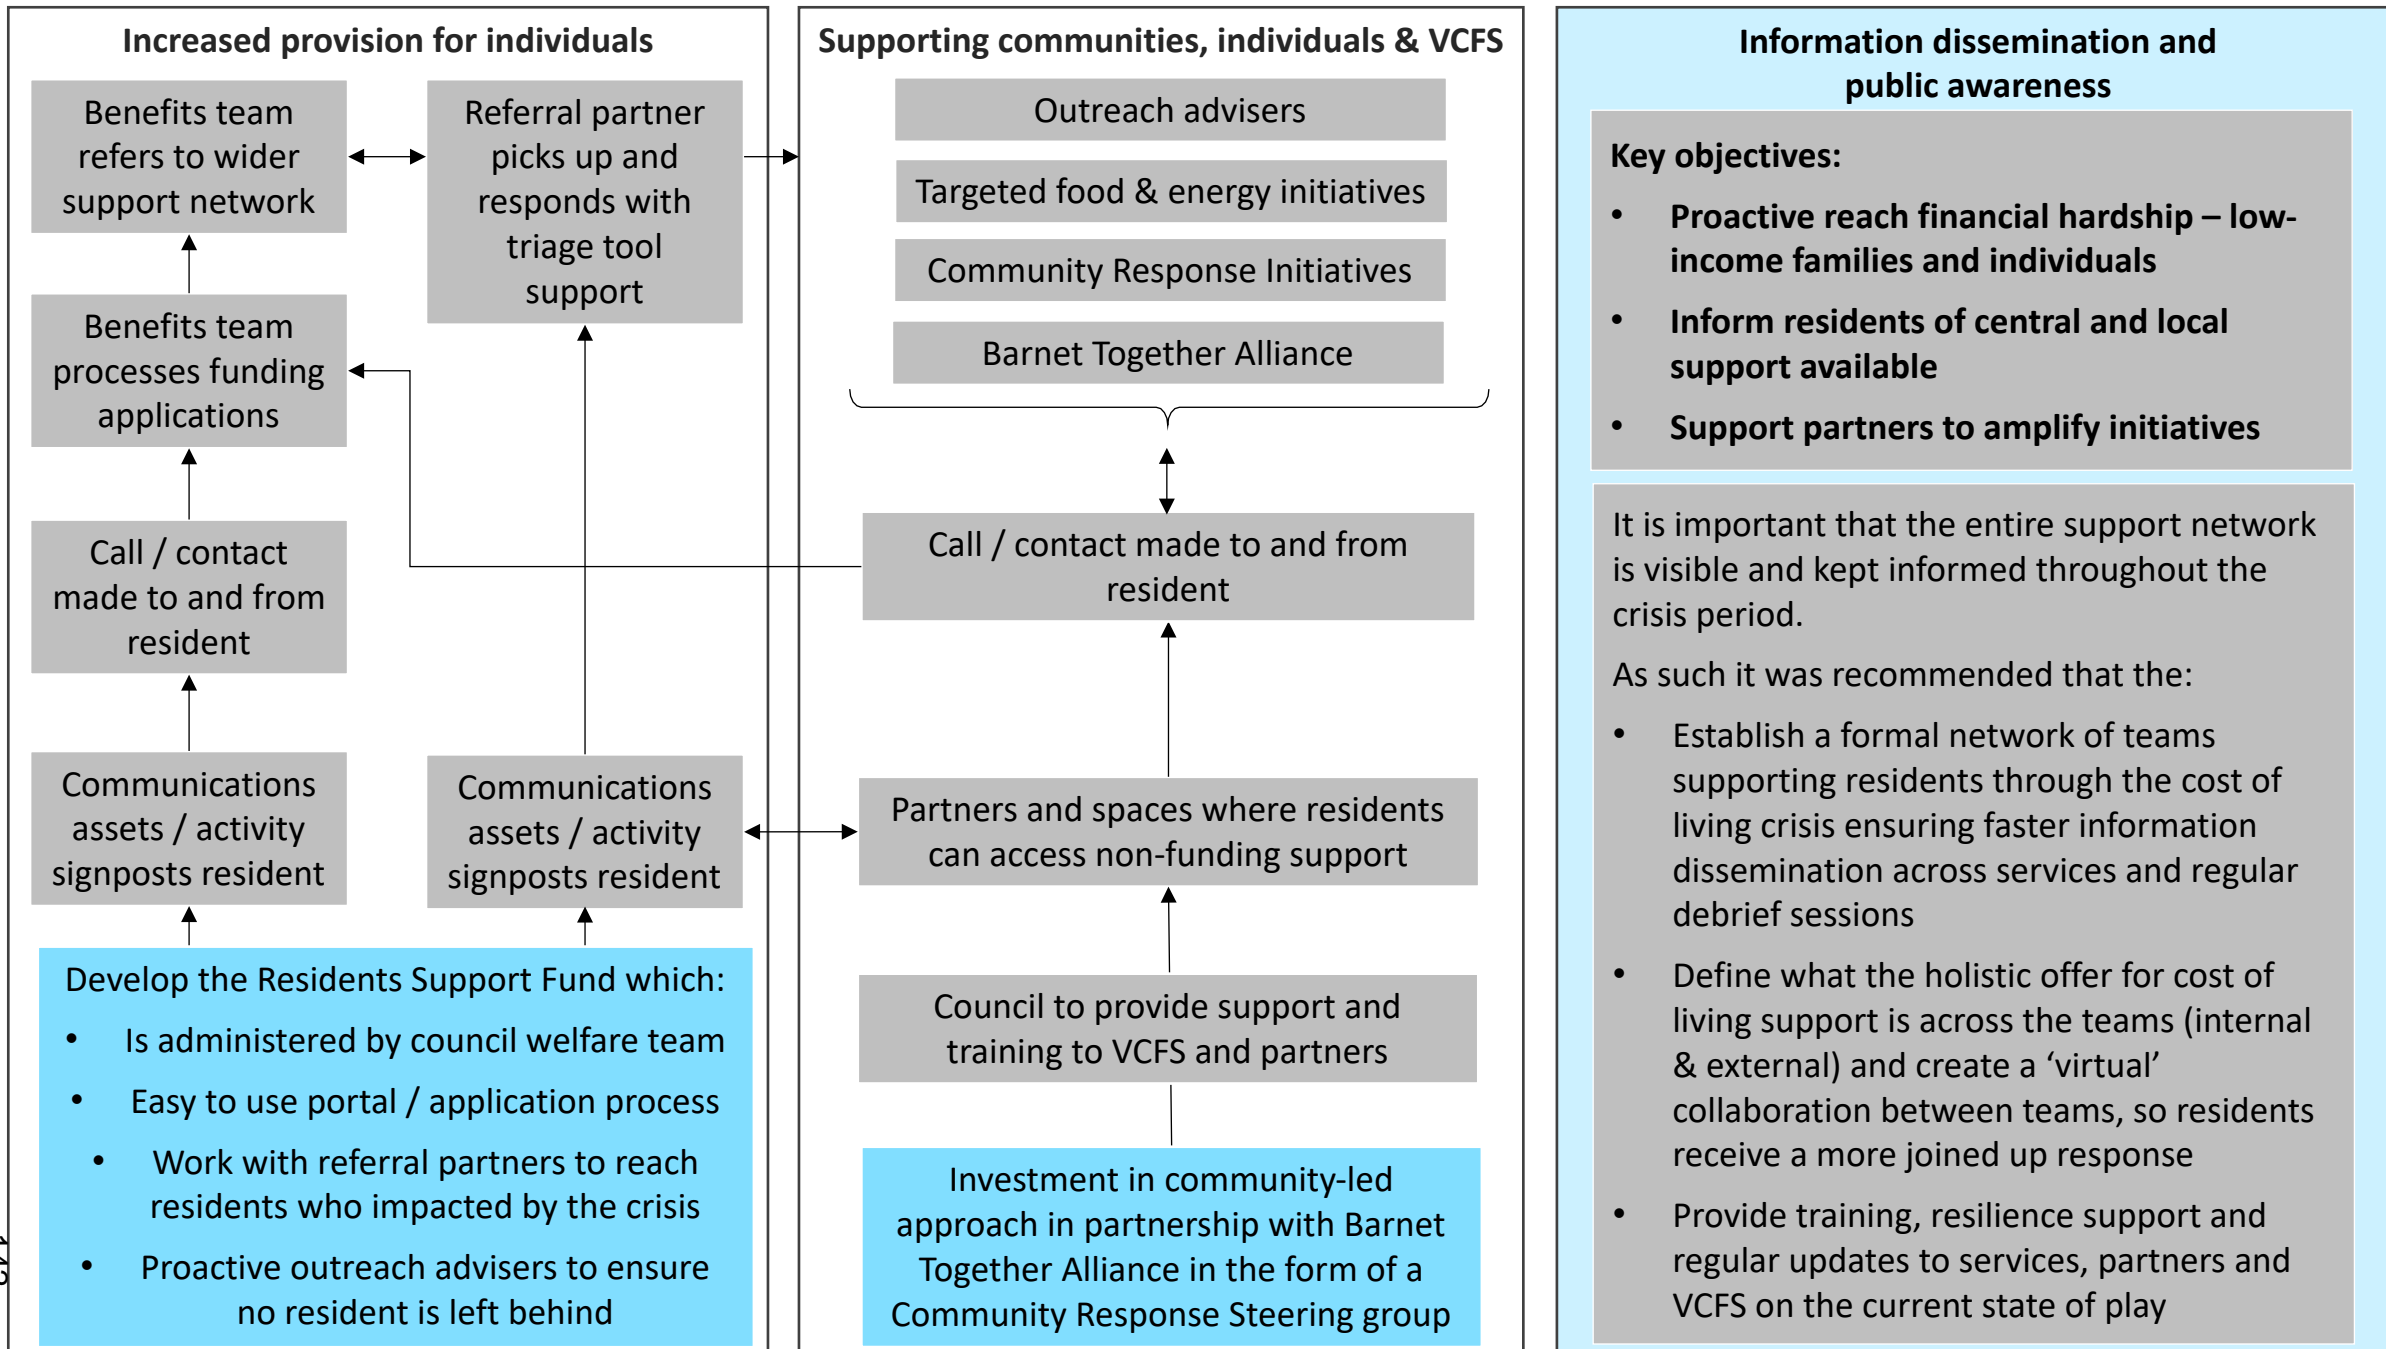 Increased provision for individuals
Benefits team
refers to wider
support network
Referral partner
picks up and
responds with
triage tool
support
Benefits team
processes funding
applications
Call / contact
made to and from
resident
Communications
assets / activity
signposts resident
Communications
assets / activity
signposts resident
Develop the Residents Support Fund which:
• Is administered by council welfare team
• Easy to use portal / application process
• Work with referral partners to reach
residents who impacted by the crisis
• Proactive outreach advisers to ensure
no resident is left behind
Supporting communities, individuals & VCFS
Outreach advisers
Targeted food & energy initiatives
Community Response Initiatives
Barnet Together Alliance
Call / contact made to and from
resident
Partners and spaces where residents
can access non-funding support
Council to provide support and
training to VCFS and partners
Investment in community-led
approach in partnership with Barnet
Together Alliance in the form of a
Community Response Steering group
Information dissemination and
public awareness
Key objectives:
• Proactive reach financial hardship – low-
income families and individuals
• Inform residents of central and local
support available
• Support partners to amplify initiatives
It is important that the entire support network
is visible and kept informed throughout the
crisis period.
As such it was recommended that the:
• Establish a formal network of teams
supporting residents through the cost of
living crisis ensuring faster information
dissemination across services and regular
debrief sessions
• Define what the holistic offer for cost of
living support is across the teams (internal
& external) and create a ‘virtual’
collaboration between teams, so residents
receive a more joined up response
• Provide training, resilience support and
regular updates to services, partners and
VCFS on the current state of play